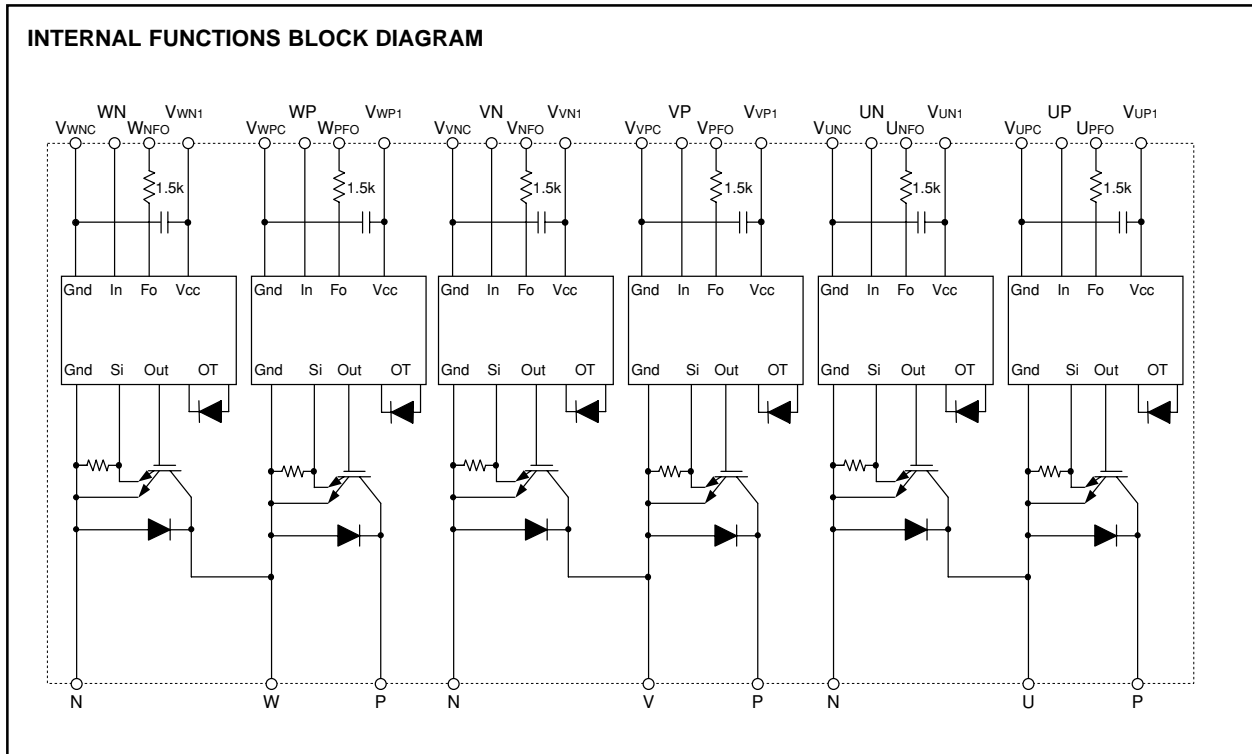 INTERNAL FUNCTIONS BLOCK DIAGRAM
WN VWN1 WP VWP1 VN VVN1 VP VVP1 UN VUN1 UP VUP1
VWNC WNFO VWPC WPFO VVNC VNFO VVPC VPFO VUNC UNFO VUPC UPFO
1.5k 1.5k 1.5k 1.5k 1.5k 1.5k
Gnd In Fo Vcc Gnd In Fo Vcc Gnd In Fo Vcc Gnd In Fo Vcc Gnd In Fo Vcc Gnd In Fo Vcc
Gnd Si Out OT Gnd Si Out OT Gnd Si Out OT Gnd Si Out OT Gnd Si Out OT Gnd Si Out OT
N W P N V P N U P